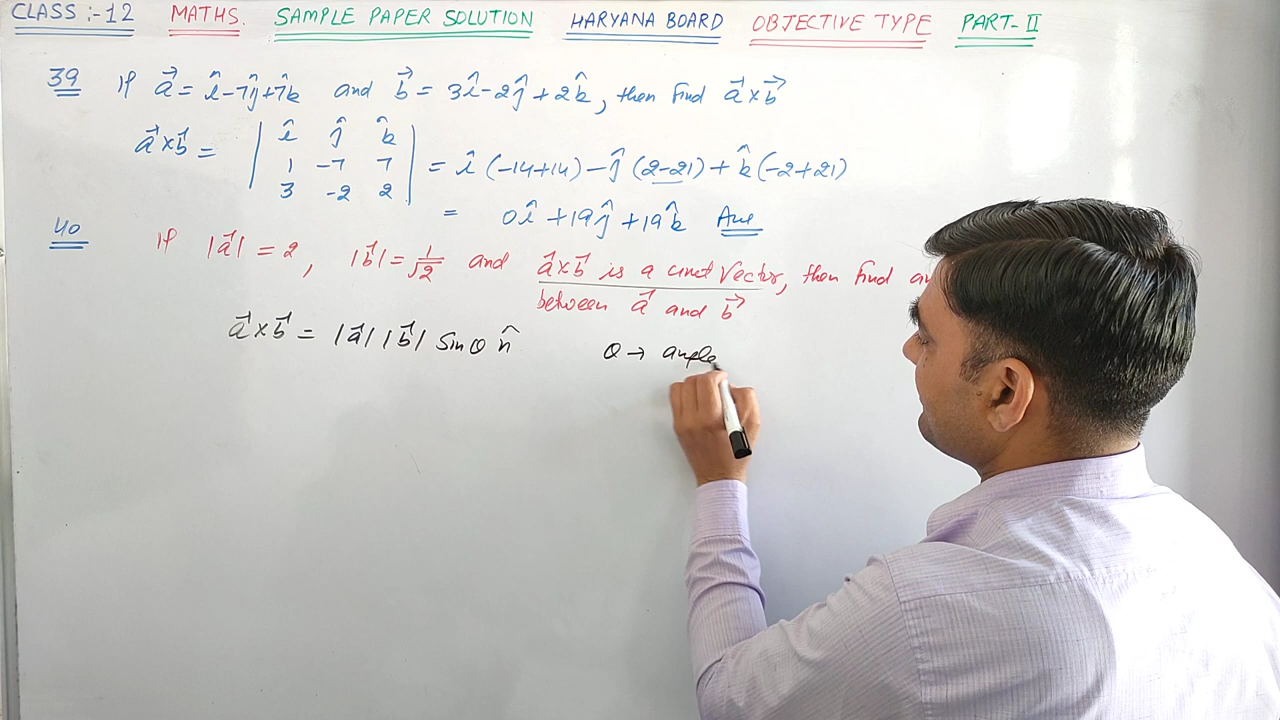 CLASS :- 12 MATHS. SAMPLE PAPER SOLUTION HARYANA BOARD OBJECTIVE TYPE PART- II
39 If a⃗ = î-7ĵ+7k̂ and b⃗ = 3î-2ĵ+2k̂, then find a⃗×b⃗
a⃗×b⃗ = | î ĵ k̂ | = î (-14+14) - ĵ (2-21) + k̂ (-2+21)
1 -7 7
3 -2 2
= 0î +19ĵ +19k̂ Ans
40 If |a⃗| = 2, |b⃗| = 1/√2 and a⃗×b⃗ is a unit vector, then find
between a⃗ and b⃗
a⃗×b⃗ = |a⃗| |b⃗| Sinθ n̂ θ → angle